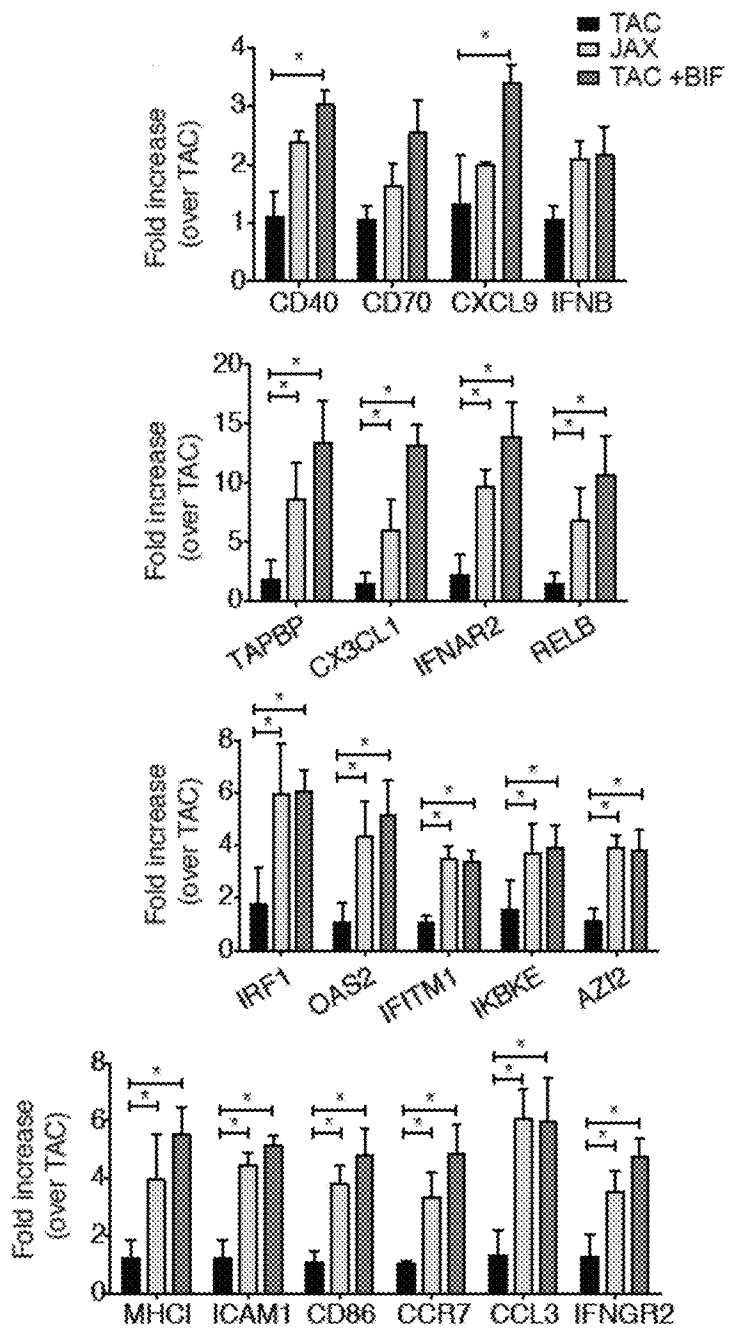 TAC
JAX
TAC +BIF
Fold increase
(over TAC)
4
3
2
1
0
*
*
CD40 CD70 CXCL9 IFNB
Fold increase
(over TAC)
20
15
10
5
0
* * * *
* * * *
TAPBP CX3CL1 IFNAR2 RELB
Fold increase
(over TAC)
8
6
4
2
0
* * * * *
* * * * *
IRF1 OAS2 IFITM1 IKBKE AZI2
Fold increase
(over TAC)
8
6
4
2
0
* * * * * *
* * * * * *
MHCI ICAM1 CD86 CCR7 CCL3 IFNGR2